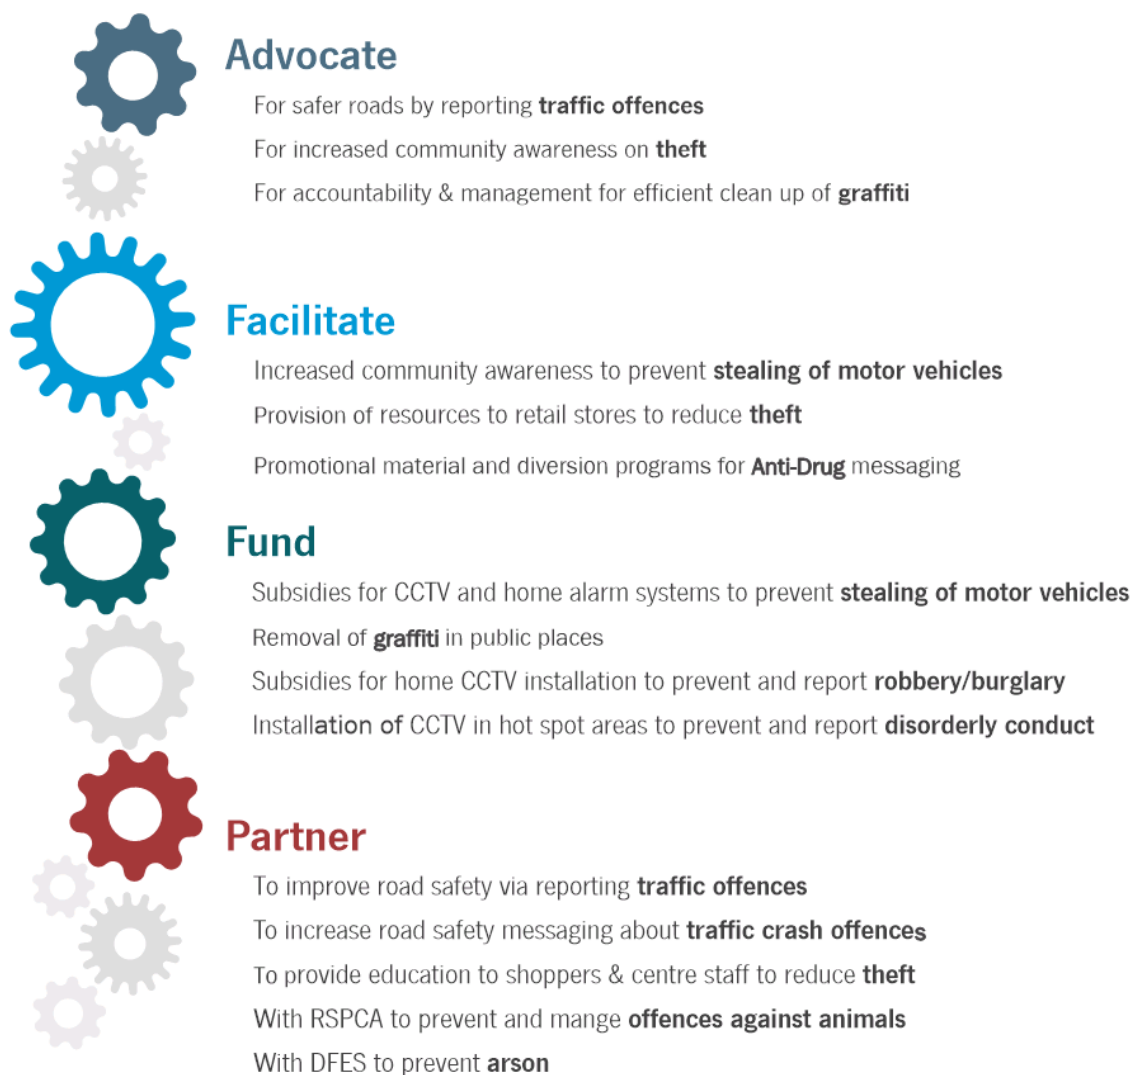 Advocate
For safer roads by reporting traffic offences
For increased community awareness on theft
For accountability & management for efficient clean up of graffiti
Facilitate
Increased community awareness to prevent stealing of motor vehicles
Provision of resources to retail stores to reduce theft
Promotional material and diversion programs for Anti-Drug messaging
Fund
Subsidies for CCTV and home alarm systems to prevent stealing of motor vehicles
Removal of graffiti in public places
Subsidies for home CCTV installation to prevent and report robbery/burglary
Installation of CCTV in hot spot areas to prevent and report disorderly conduct
Partner
To improve road safety via reporting traffic offences
To increase road safety messaging about traffic crash offences
To provide education to shoppers & centre staff to reduce theft
With RSPCA to prevent and mange offences against animals
With DFES to prevent arson